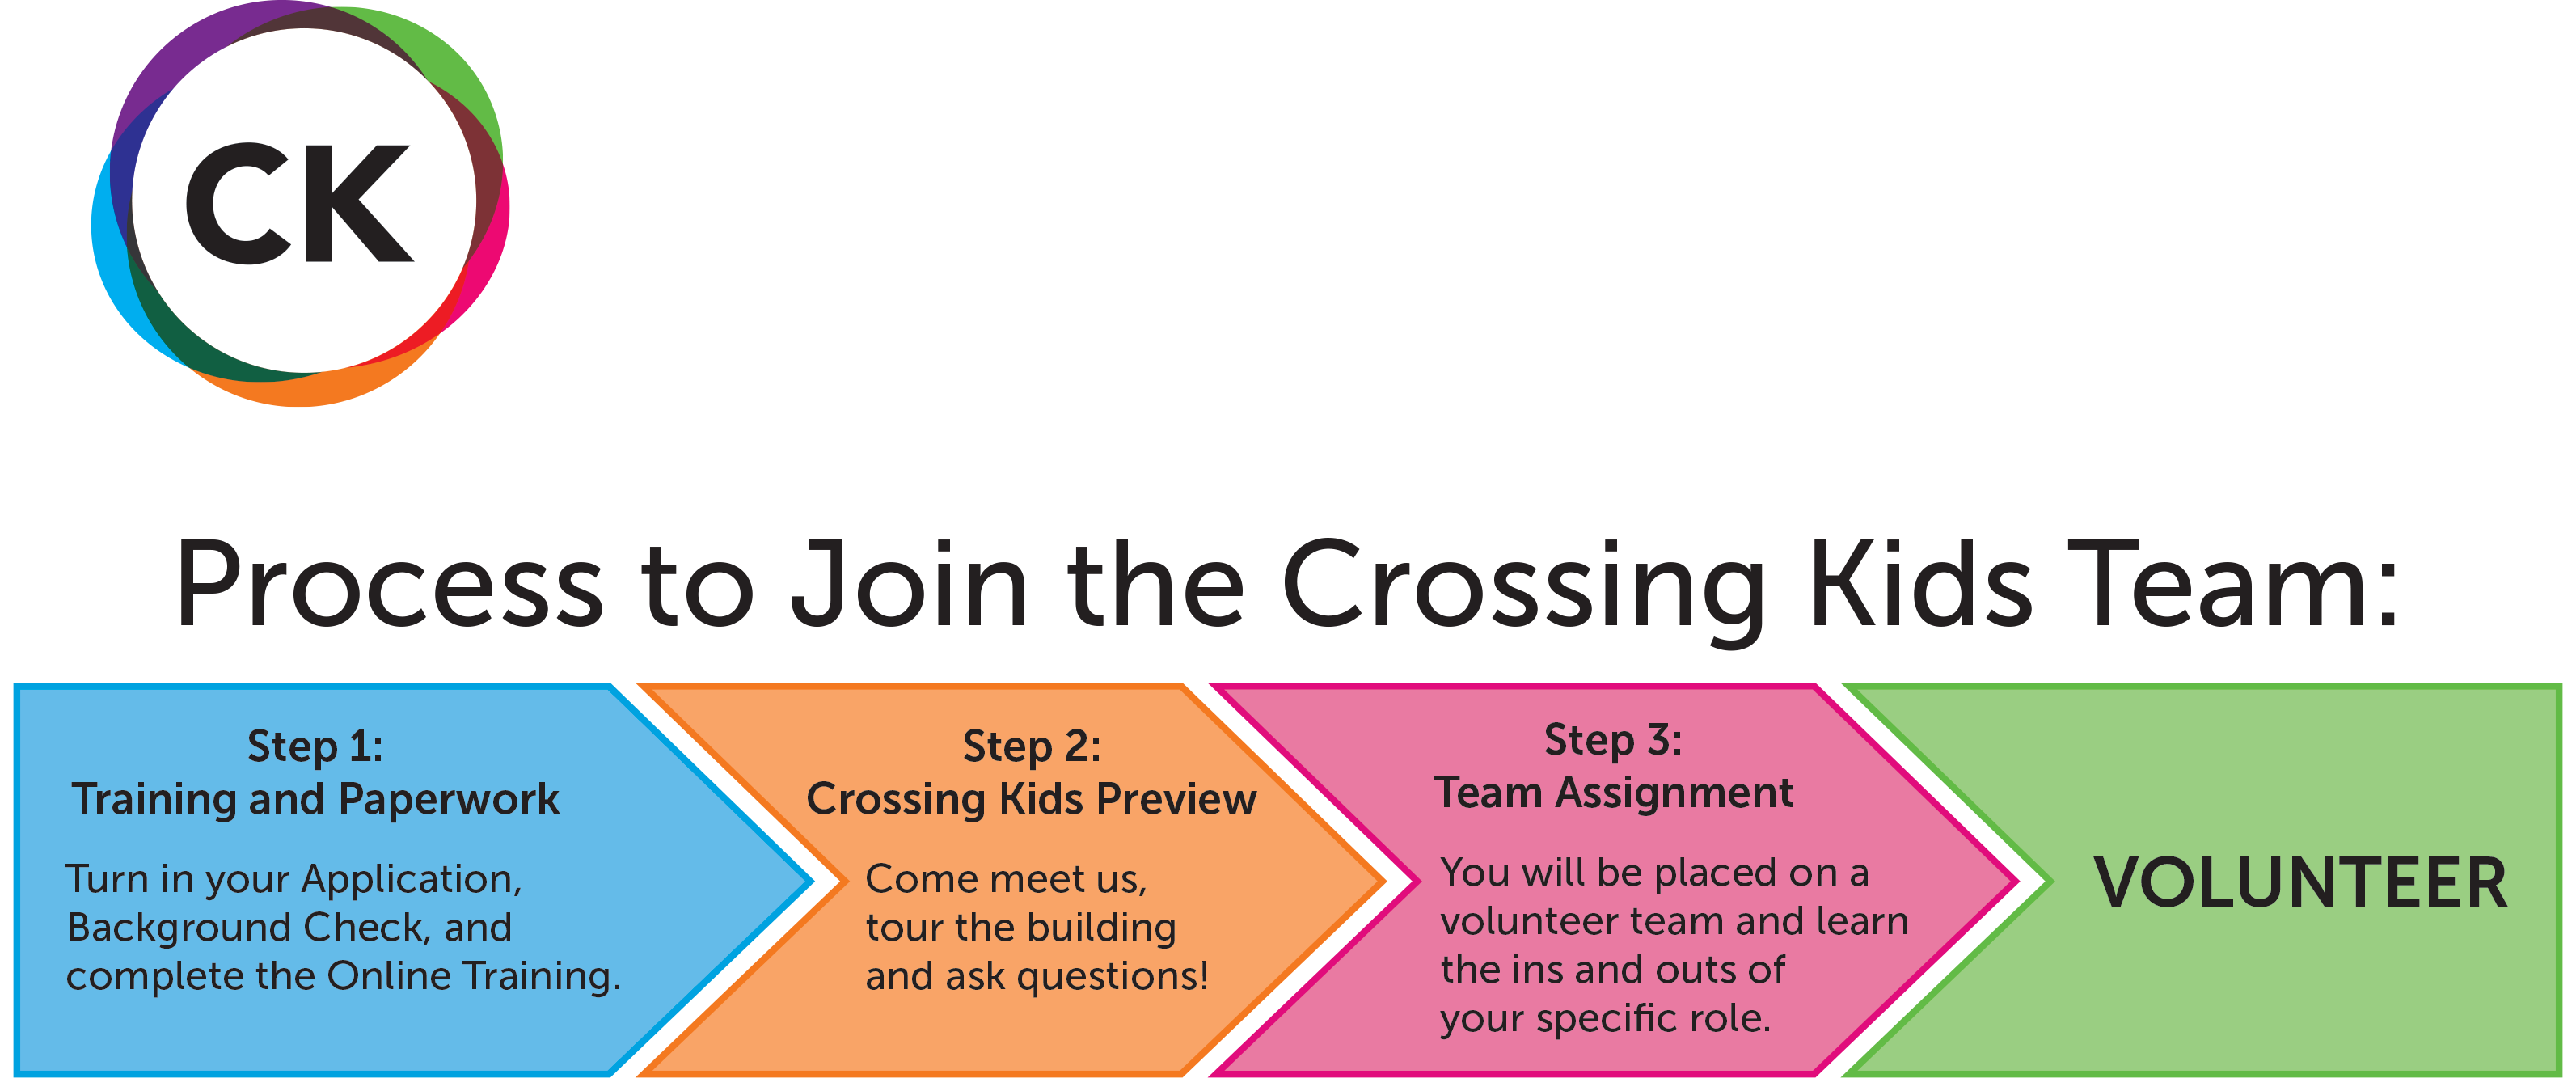 CK
Process to Join the Crossing Kids Team:
Step 1:
Training and Paperwork
Turn in your Application,
Background Check, and
complete the Online Training.
Step 2:
Crossing Kids Preview
Come meet us,
tour the building
and ask questions!
Step 3:
Team Assignment
You will be placed on a
volunteer team and learn
the ins and outs of
your specific role.
VOLUNTEER